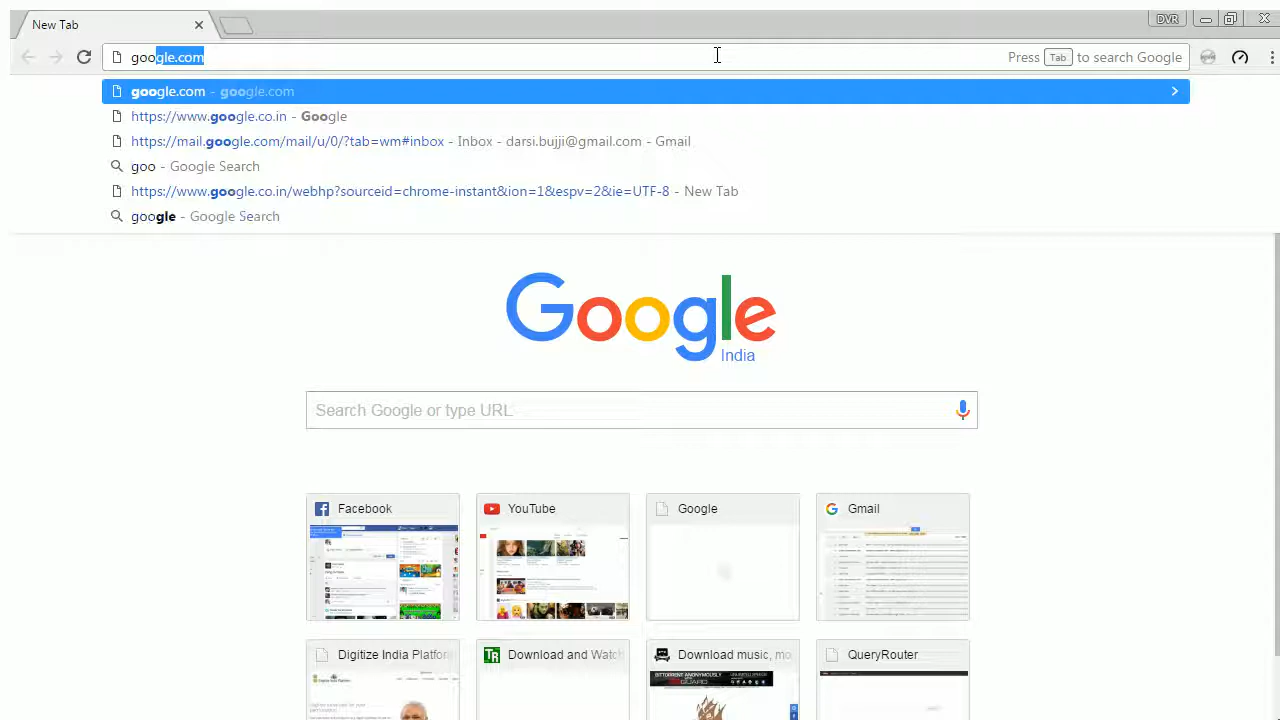 New Tab
DVR
google.com
Press Tab to search Google
google.com - google.com
https://www.google.co.in - Google
https://mail.google.com/mail/u/0/?tab=wm#inbox - Inbox - darsi.bujji@gmail.com - Gmail
goo - Google Search
https://www.google.co.in/webhp?sourceid=chrome-instant&ion=1&espv=2&ie=UTF-8 - New Tab
google - Google Search
Google
India
Search Google or type URL
Facebook
YouTube
Google
Gmail
Digitize India Platform
TR
Download and Watch
Download music, mo
QueryRouter